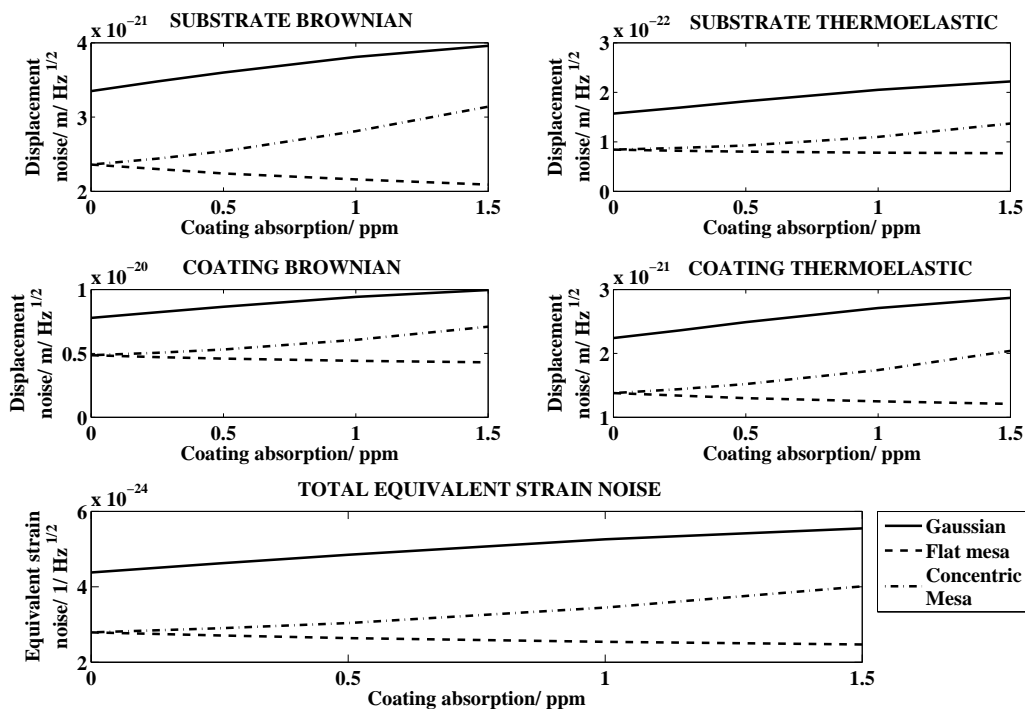 x 10⁻²¹ SUBSTRATE BROWNIAN
4
3
2
Displacement
noise/ m/ Hz 1/2
0 0.5 1 1.5
Coating absorption/ ppm
x 10⁻²² SUBSTRATE THERMOELASTIC
3
2
1
0
Displacement
noise/ m/ Hz 1/2
0 0.5 1 1.5
Coating absorption/ ppm
x 10⁻²⁰ COATING BROWNIAN
1
0.5
0
Displacement
noise/ m/ Hz 1/2
0 0.5 1 1.5
Coating absorption/ ppm
x 10⁻²¹ COATING THERMOELASTIC
3
2
1
Displacement
noise/ m/ Hz 1/2
0 0.5 1 1.5
Coating absorption/ ppm
TOTAL EQUIVALENT STRAIN NOISE
x 10⁻²⁴
6
4
2
Equivalent strain
noise/ 1/ Hz 1/2
0 0.5 1 1.5
Coating absorption/ ppm
Gaussian
Flat mesa
Concentric
Mesa